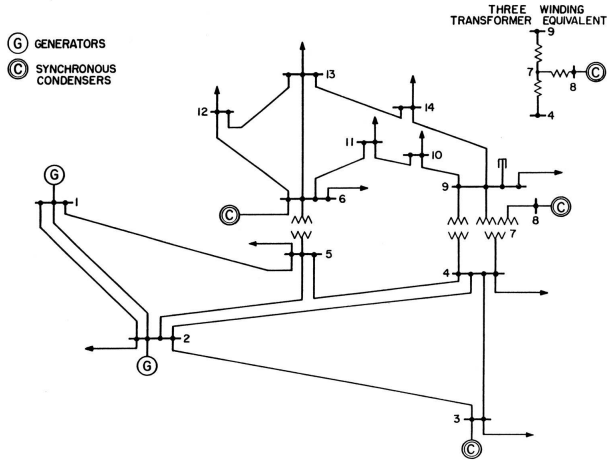 THREE WINDING
TRANSFORMER EQUIVALENT
9
7
C
8
4
G GENERATORS
C SYNCHRONOUS
CONDENSERS
13
12
14
11
10
9
G
1
C
6
C
8
7
5
4
2
G
3
C